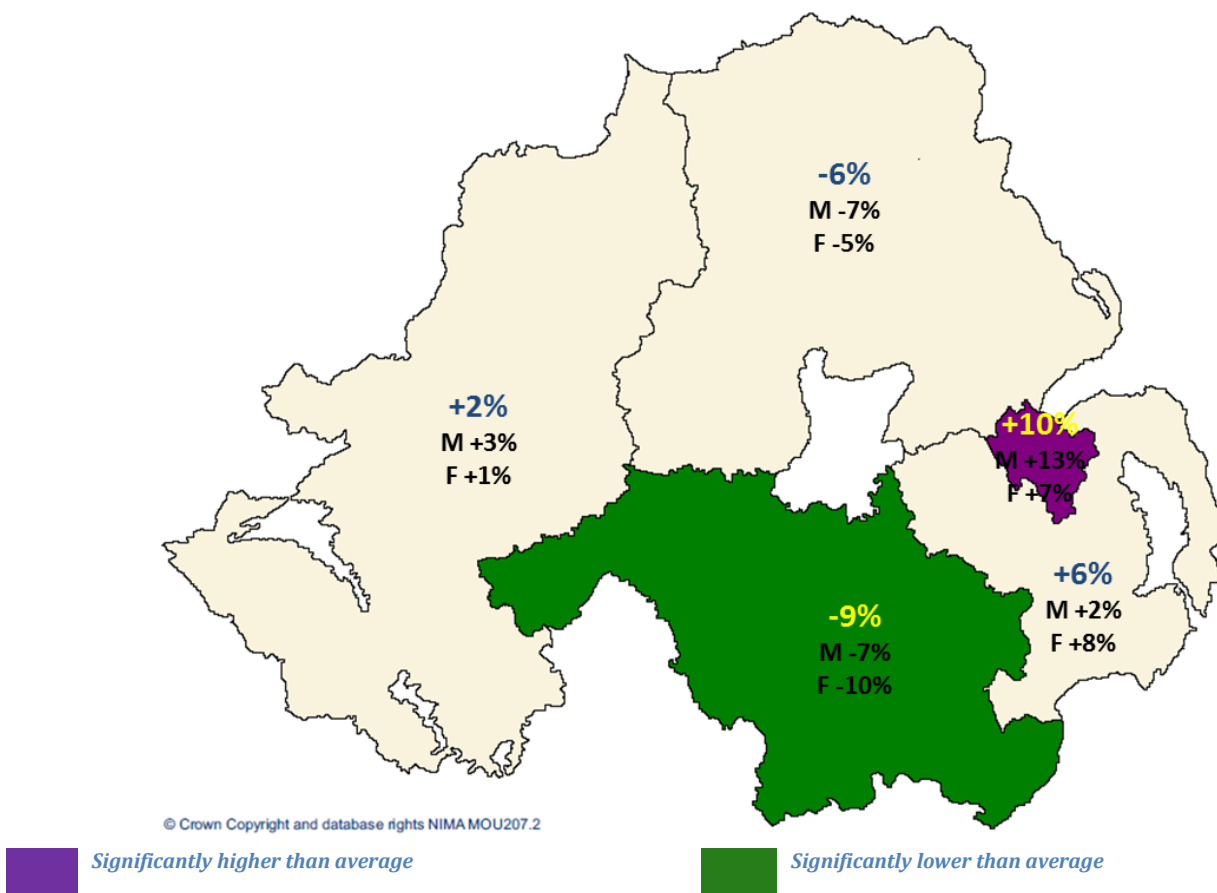 -6%
M -7%
F -5%
+2%
M +3%
F +1%
+10%
M +13%
F +7%
+6%
M +2%
F +8%
-9%
M -7%
F -10%
© Crown Copyright and database rights NIMA MOU207.2
Significantly higher than average
Significantly lower than average